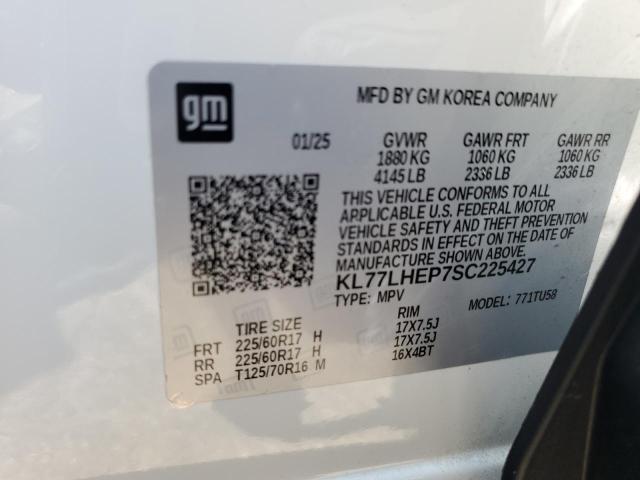 gm
MFD BY GM KOREA COMPANY
01/25 GVWR GAWR FRT GAWR RR
1880 KG 1060 KG 1060 KG
4145 LB 2336 LB 2336 LB
THIS VEHICLE CONFORMS TO ALL
APPLICABLE U.S. FEDERAL MOTOR
VEHICLE SAFETY AND THEFT PREVENTION
STANDARDS IN EFFECT ON THE DATE OF
MANUFACTURE SHOWN ABOVE.
KL77LHEP7SC225427
TYPE: MPV MODEL: 771TU58
TIRE SIZE RIM
FRT 225/60R17 H 17X7.5J
RR 225/60R17 H 17X7.5J
SPA T125/70R16 M 16X4BT